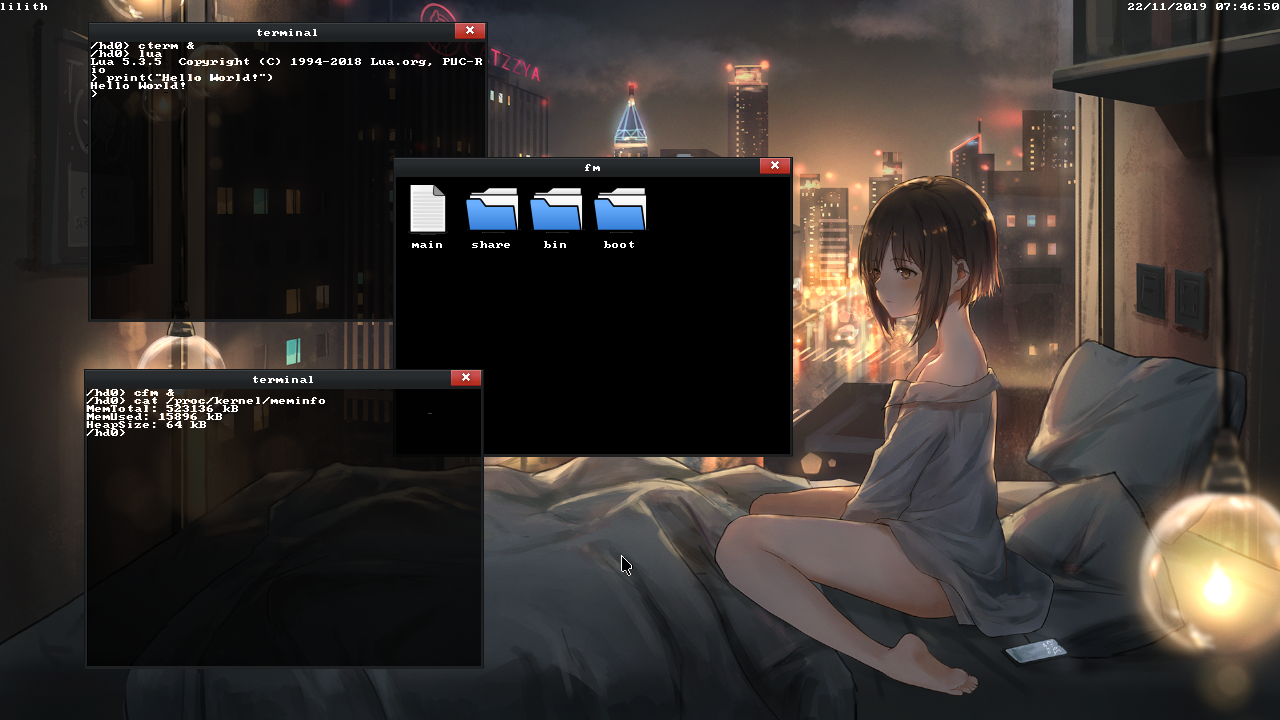 lilith
22/11/2019 07:46:50
terminal
/hd0> cterm &
/hd0> lua
Lua 5.3.5  Copyright (C) 1994-2018 Lua.org, PUC-R
io
> print("Hello World!")
Hello World!
>
TZZYA
fm
main share bin boot
terminal
/hd0> cfm &
/hd0> cat /proc/kernel/meminfo
MemTotal: 523136 kB
MemUsed: 15896 kB
HeapSize: 64 kB
/hd0>